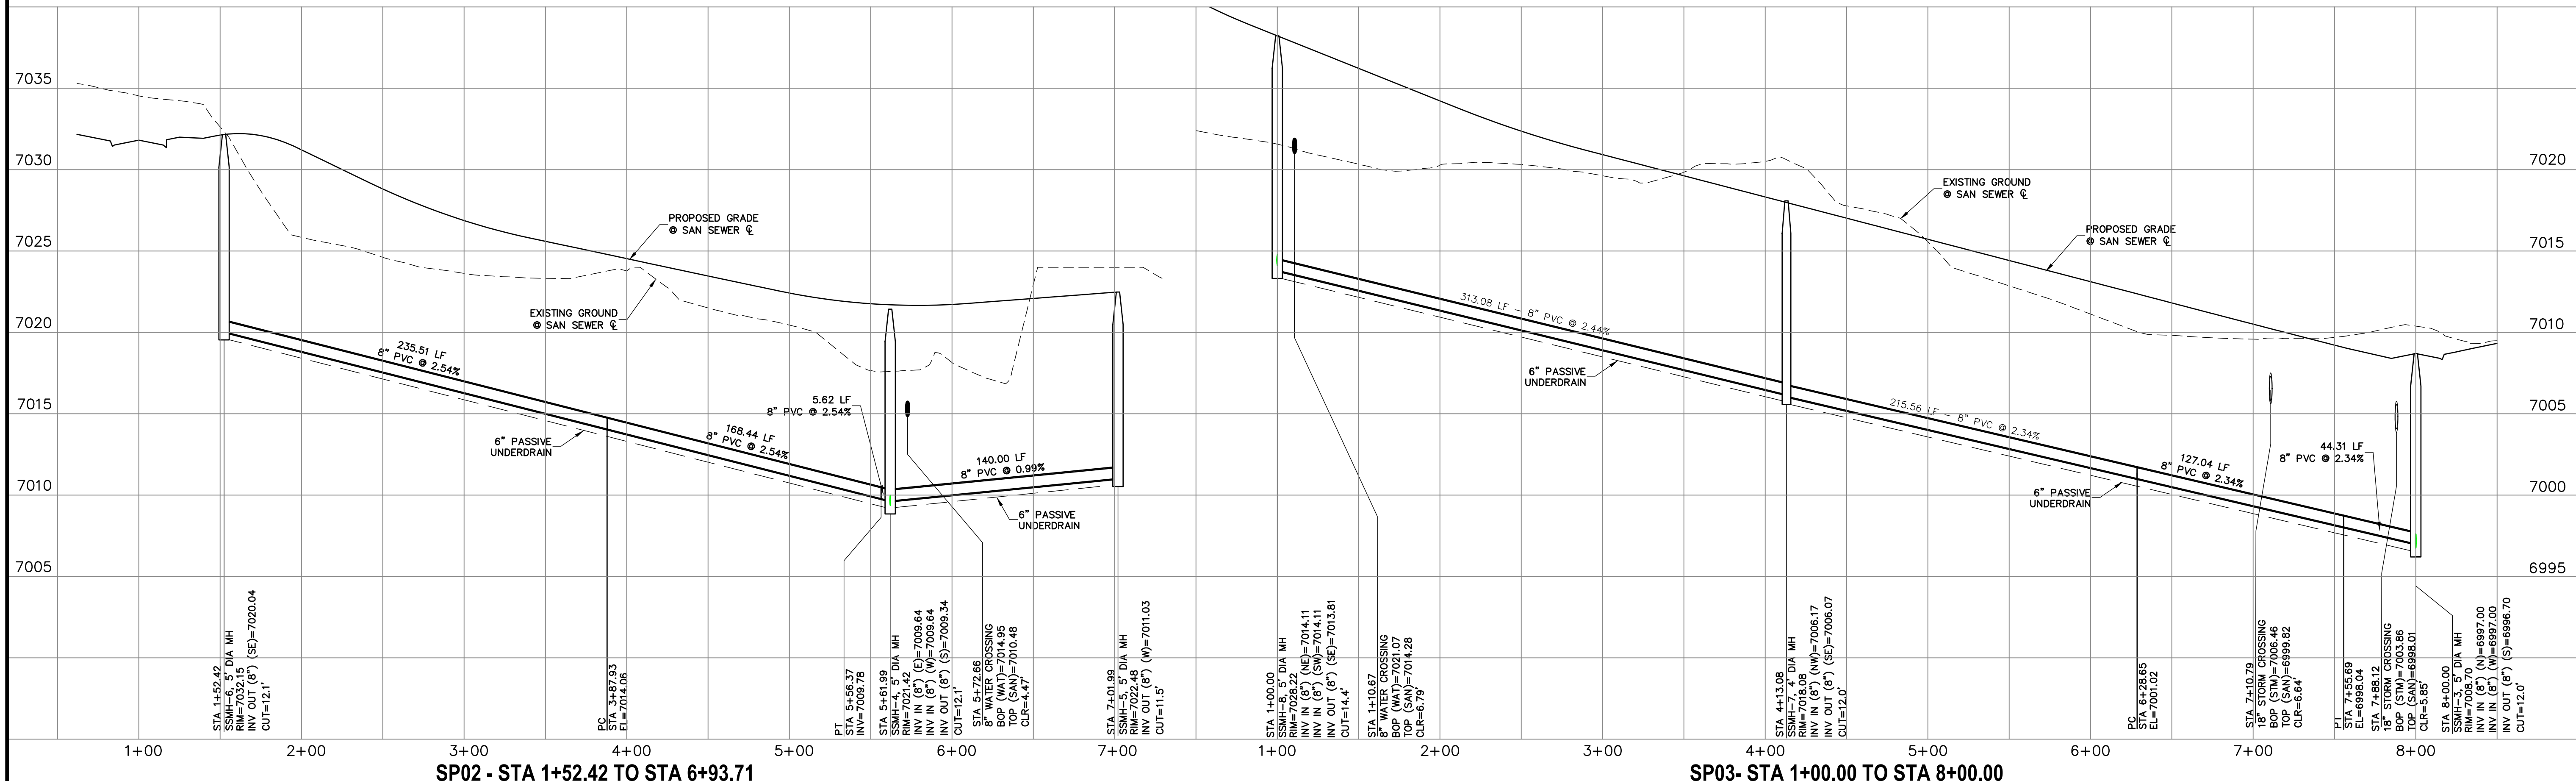 7035
7030
7025
7020
7015
7010
7005
PROPOSED GRADE
@ SAN SEWER ℄
EXISTING GROUND
@ SAN SEWER ℄
235.51 LF
8" PVC @ 2.54%
6" PASSIVE
UNDERDRAIN
168.44 LF
8" PVC @ 2.54%
5.62 LF
8" PVC @ 2.54%
140.00 LF
8" PVC @ 0.99%
6" PASSIVE
UNDERDRAIN
STA 1+52.42
SSMH-6, 5' DIA MH
RIM=7032.15
INV OUT (8") (SE)=7020.04
CUT=12.1'
PC
STA 3+87.93
EL=7014.06
PT
STA 5+56.37
INV=7009.78
STA 5+61.99
SSMH-4, 5' DIA MH
RIM=7021.42
INV IN (8") (E)=7009.64
INV IN (8") (W)=7009.64
INV OUT (8") (S)=7009.34
CUT=12.1'
STA 5+72.66
8" WATER CROSSING
BOP (WAT)=7014.95
TOP (SAN)=7010.48
CLR=4.47'
STA 7+01.99
SSMH-5, 5' DIA MH
RIM=7022.48
INV OUT (8") (W)=7011.03
CUT=11.5'
1+00
2+00
3+00
4+00
5+00
6+00
7+00
SP02 - STA 1+52.42 TO STA 6+93.71
EXISTING GROUND
@ SAN SEWER ℄
PROPOSED GRADE
@ SAN SEWER ℄
313.08 LF - 8" PVC @ 2.44%
6" PASSIVE
UNDERDRAIN
215.56 LF - 8" PVC @ 2.34%
6" PASSIVE
UNDERDRAIN
127.04 LF
8" PVC @ 2.34%
44.31 LF
8" PVC @ 2.34%
STA 1+00.00
SSMH-8, 5' DIA MH
RIM=7028.22
INV IN (8") (NE)=7014.11
INV IN (8") (SW)=7014.11
INV OUT (8") (SE)=7013.81
CUT=14.4'
STA 1+10.67
8" WATER CROSSING
BOP (WAT)=7021.07
TOP (SAN)=7014.28
CLR=6.79'
STA 4+13.08
SSMH-7, 4' DIA MH
RIM=7018.08
INV IN (8") (NW)=7006.17
INV OUT (8") (SE)=7006.07
CUT=12.0'
PC
STA 6+28.65
EL=7001.02
STA 7+10.79
18" STORM CROSSING
BOP (STM)=7006.46
TOP (SAN)=6999.82
CLR=6.64'
PT
STA 7+55.69
EL=6998.04
STA 7+88.12
18" STORM CROSSING
BOP (STM)=7003.86
TOP (SAN)=6998.01
CLR=5.85'
STA 8+00.00
SSMH-3, 5' DIA MH
RIM=7008.70
INV IN (8") (N)=6997.00
INV IN (8") (W)=6997.00
INV OUT (8") (S)=6996.70
CUT=12.0'
1+00
2+00
3+00
4+00
5+00
6+00
7+00
8+00
7020
7015
7010
7005
7000
6995
SP03- STA 1+00.00 TO STA 8+00.00